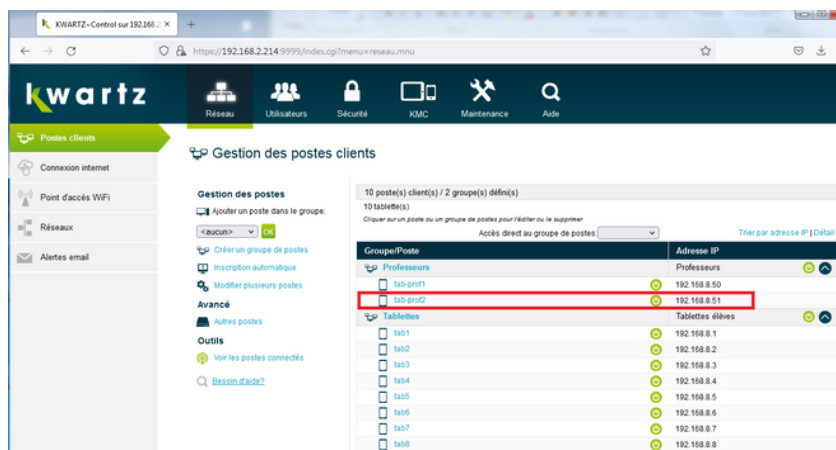 KWARTZ~Control sur 192.168.2
https://192.168.2.214:9999/index.cgi?menu=reseau.mnu
kwartz
Réseau
Utilisateurs
Sécurité
KMC
Maintenance
Aide
Postes clients
Connexion internet
Point d'accès WiFi
Réseaux
Alertes email
Gestion des postes clients
Gestion des postes
Ajouter un poste dans le groupe:
<aucun> OK
Créer un groupe de postes
Inscription automatique
Modifier plusieurs postes
Avancé
Autres postes
Outils
Voir les postes connectés
Besoin d'aide?
10 poste(s) client(s) / 2 groupe(s) défini(s)
10 tablette(s)
Cliquer sur un poste ou un groupe de postes pour l'éditer ou le supprimer
Accès direct au groupe de postes:
Trier par adresse IP | Détail
Groupe/Poste Adresse IP
Professeurs Professeurs
tab-prof1 192.168.8.50
tab-prof2 192.168.8.51
Tablettes Tablettes élèves
tab1 192.168.8.1
tab2 192.168.8.2
tab3 192.168.8.3
tab4 192.168.8.4
tab5 192.168.8.5
tab6 192.168.8.6
tab7 192.168.8.7
tab8 192.168.8.8